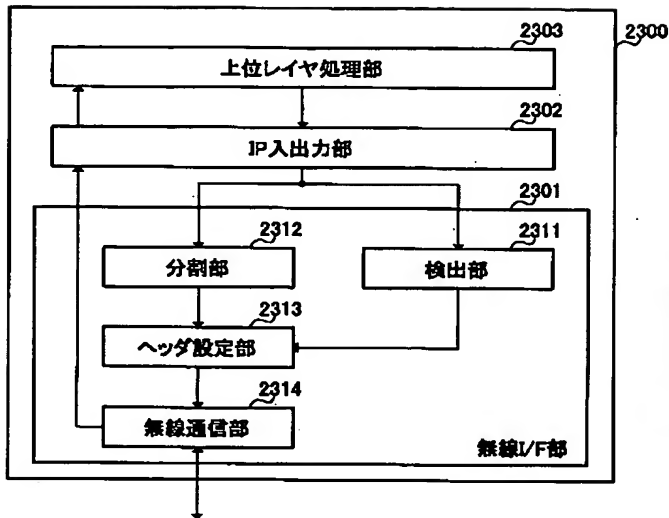 2303
2300
上位レイヤ処理部
2302
IP入出力部
2301
2312
2311
分割部
検出部
2313
ヘッダ設定部
2314
無線通信部
無線I/F部